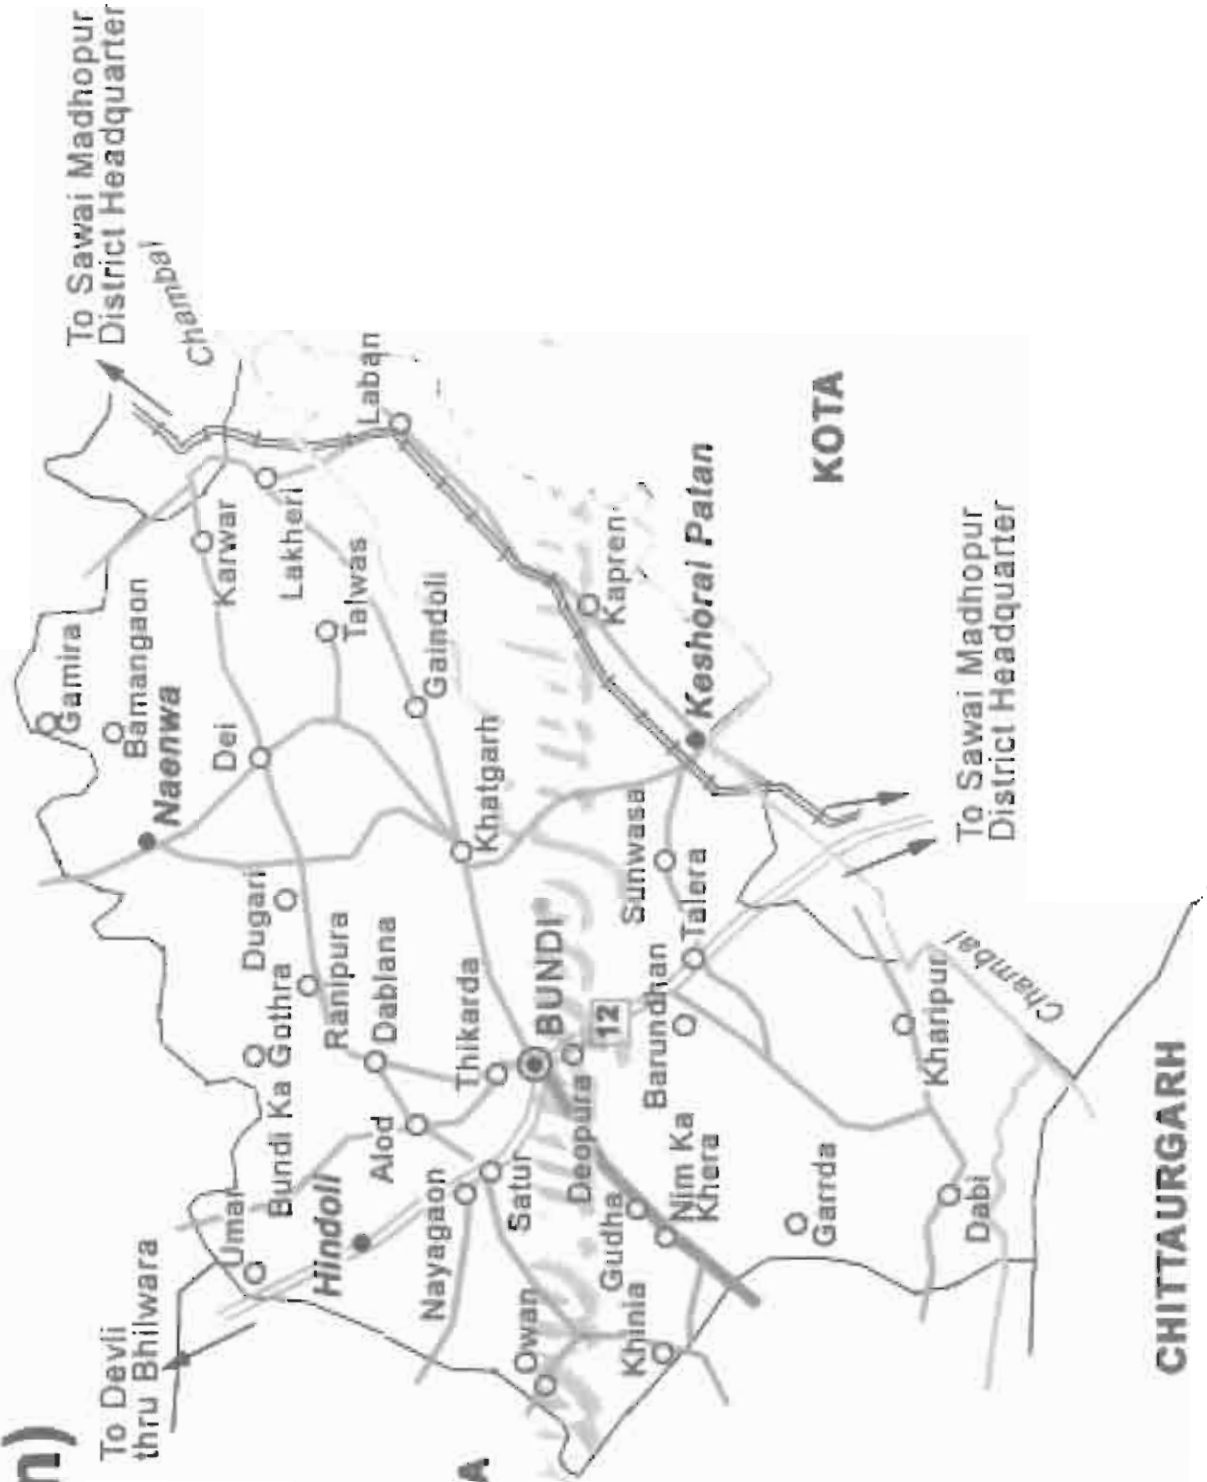 n)
To Devli
thru Bhilwara
To Sawai Madhopur
District Headquarter
Chambal
Gamira
Bamangaon
Naenwa
Umar
Bundi Ka Gothra
Dugari
Dei
Karwar
Hindoli
Ranipura
Lakheri
Laban
Alod
Dablana
Talwas
Nayagaon
Thikarda
Khatgarh
Gaindoli
A
Owan
Satur
BUNDI
Deopura
12
Kapren
Gudha
Khinia
Nim Ka
Khera
Barundhan
Sunwasa
Talera
Keshorai Patan
Garrda
KOTA
Kharipur
Dabi
Chambal
To Sawai Madhopur
District Headquarter
CHITTAURGARH